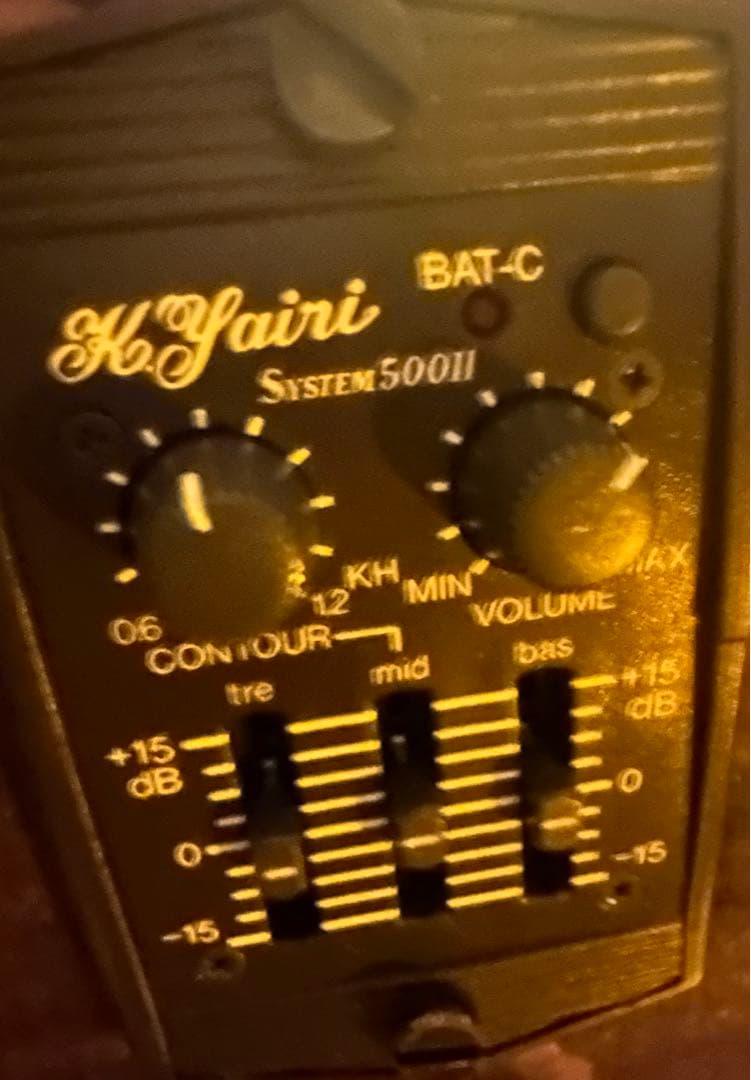 BAT-C
K.Yairi
SYSTEM500II
0.6
12 KH
MIN
MAX
CONTOUR
VOLUME
tre
mid
bas
+15
dB
+15
dB
0
0
-15
-15